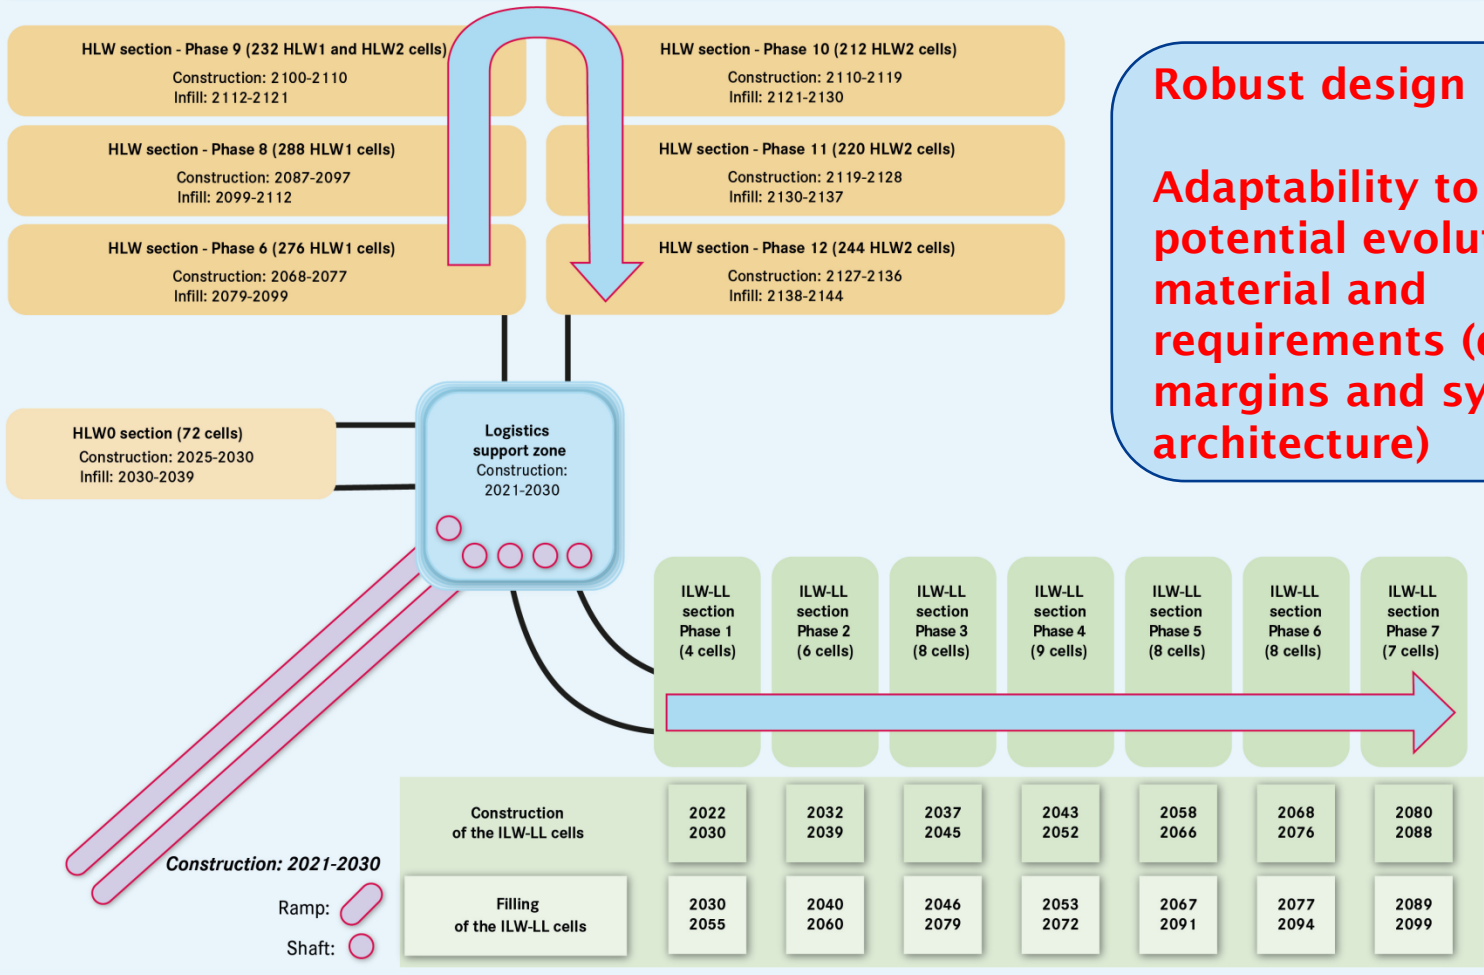 HLW section - Phase 9 (232 HLW1 and HLW2 cells)
Construction: 2100-2110
Infill: 2112-2121
HLW section - Phase 10 (212 HLW2 cells)
Construction: 2110-2119
Infill: 2121-2130
HLW section - Phase 8 (288 HLW1 cells)
Construction: 2087-2097
Infill: 2099-2112
HLW section - Phase 11 (220 HLW2 cells)
Construction: 2119-2128
Infill: 2130-2137
HLW section - Phase 6 (276 HLW1 cells)
Construction: 2068-2077
Infill: 2079-2099
HLW section - Phase 12 (244 HLW2 cells)
Construction: 2127-2136
Infill: 2138-2144
Robust design
Adaptability to
potential
material and
requirements
margins and
architecture)
HLW0 section (72 cells)
Construction: 2025-2030
Infill: 2030-2039
Logistics
support zone
Construction:
2021-2030
ILW-LL
section
Phase 1
(4 cells)
ILW-LL
section
Phase 2
(6 cells)
ILW-LL
section
Phase 3
(8 cells)
ILW-LL
section
Phase 4
(9 cells)
ILW-LL
section
Phase 5
(8 cells)
ILW-LL
section
Phase 6
(8 cells)
ILW-LL
section
Phase 7
(7 cells)
Construction
of the ILW-LL cells
2022
2030
2032
2039
2037
2045
2043
2052
2058
2066
2068
2076
2080
2088
Filling
of the ILW-LL cells
2030
2055
2040
2060
2046
2079
2053
2072
2067
2091
2077
2094
2089
2099
Construction: 2021-2030
Ramp:
Shaft: